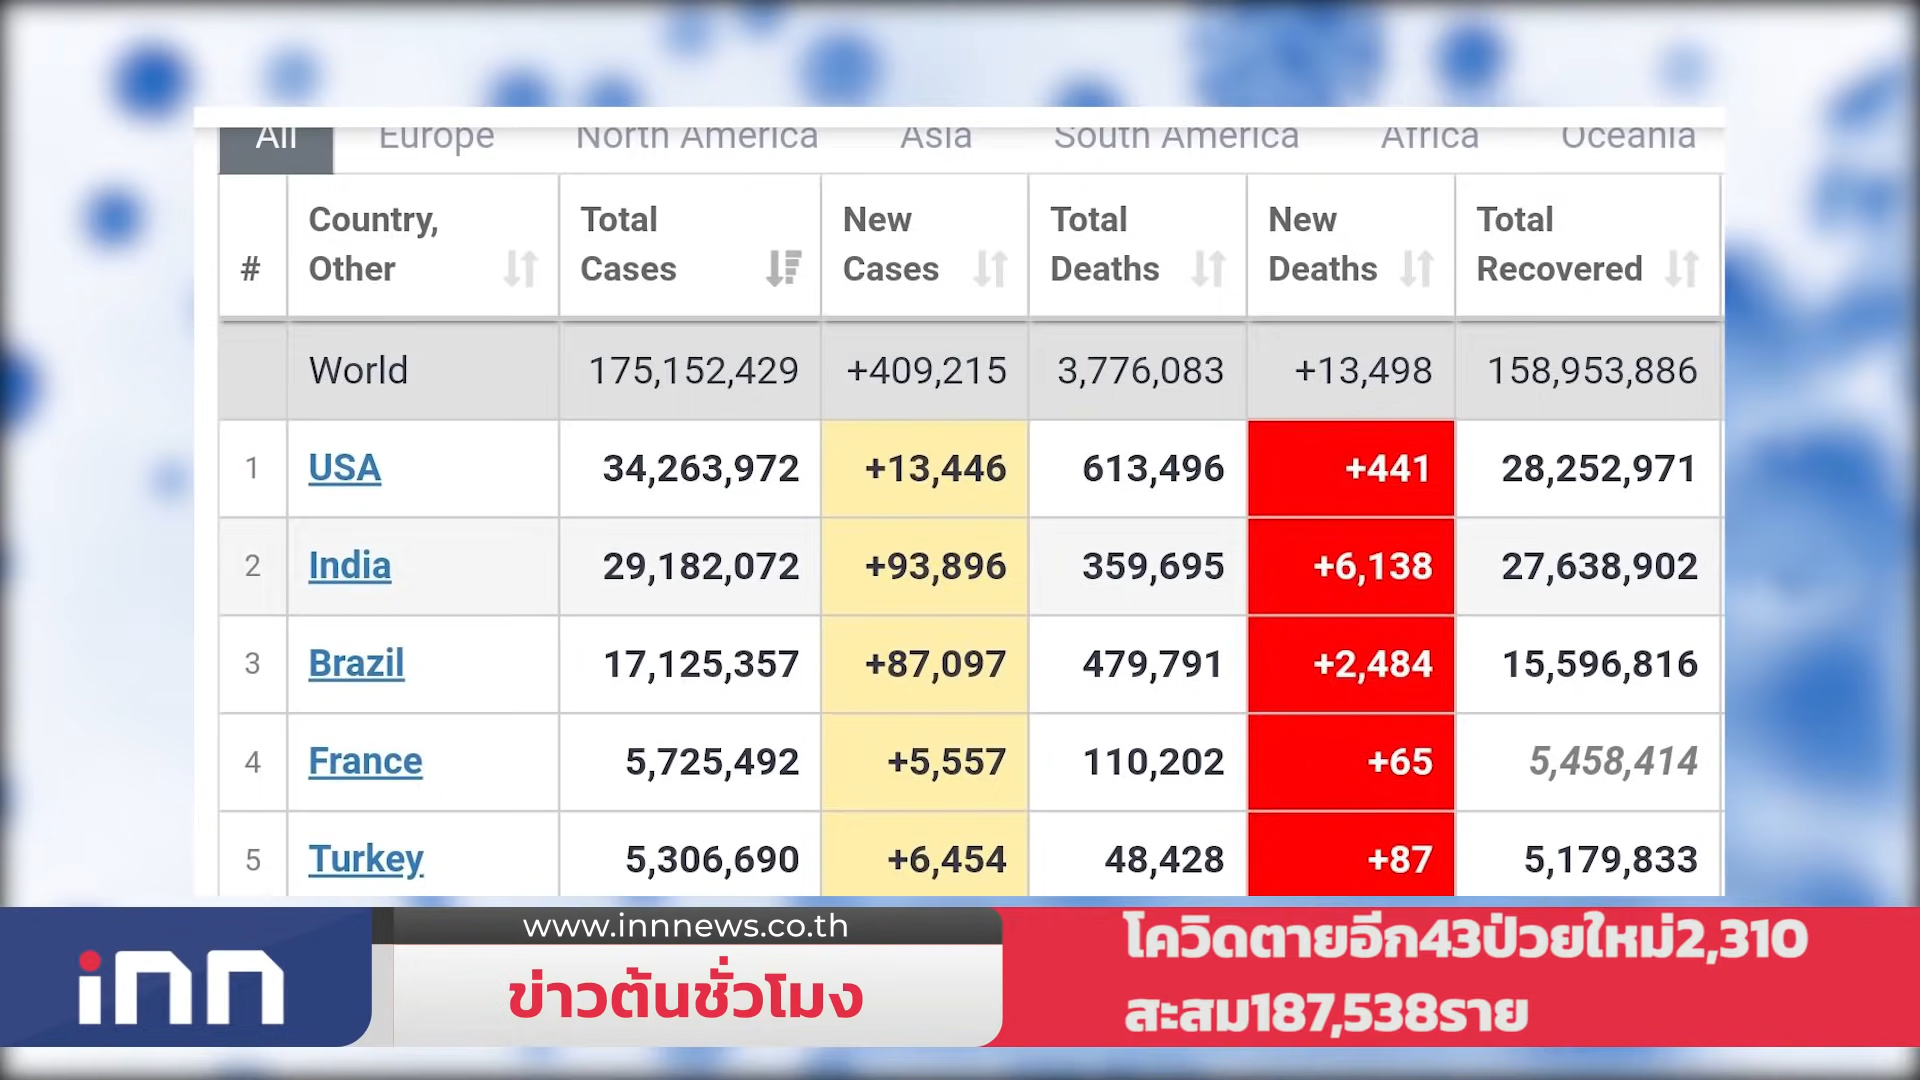 All Europe North America Asia South America Africa Oceania
# Country, Other Total Cases New Cases Total Deaths New Deaths Total Recovered
World 175,152,429 +409,215 3,776,083 +13,498 158,953,886
1 USA 34,263,972 +13,446 613,496 +441 28,252,971
2 India 29,182,072 +93,896 359,695 +6,138 27,638,902
3 Brazil 17,125,357 +87,097 479,791 +2,484 15,596,816
4 France 5,725,492 +5,557 110,202 +65 5,458,414
5 Turkey 5,306,690 +6,454 48,428 +87 5,179,833
inn
www.innnews.co.th
ข่าวต้นชั่วโมง
โควิดตายอีก43ป่วยใหม่2,310
สะสม187,538ราย